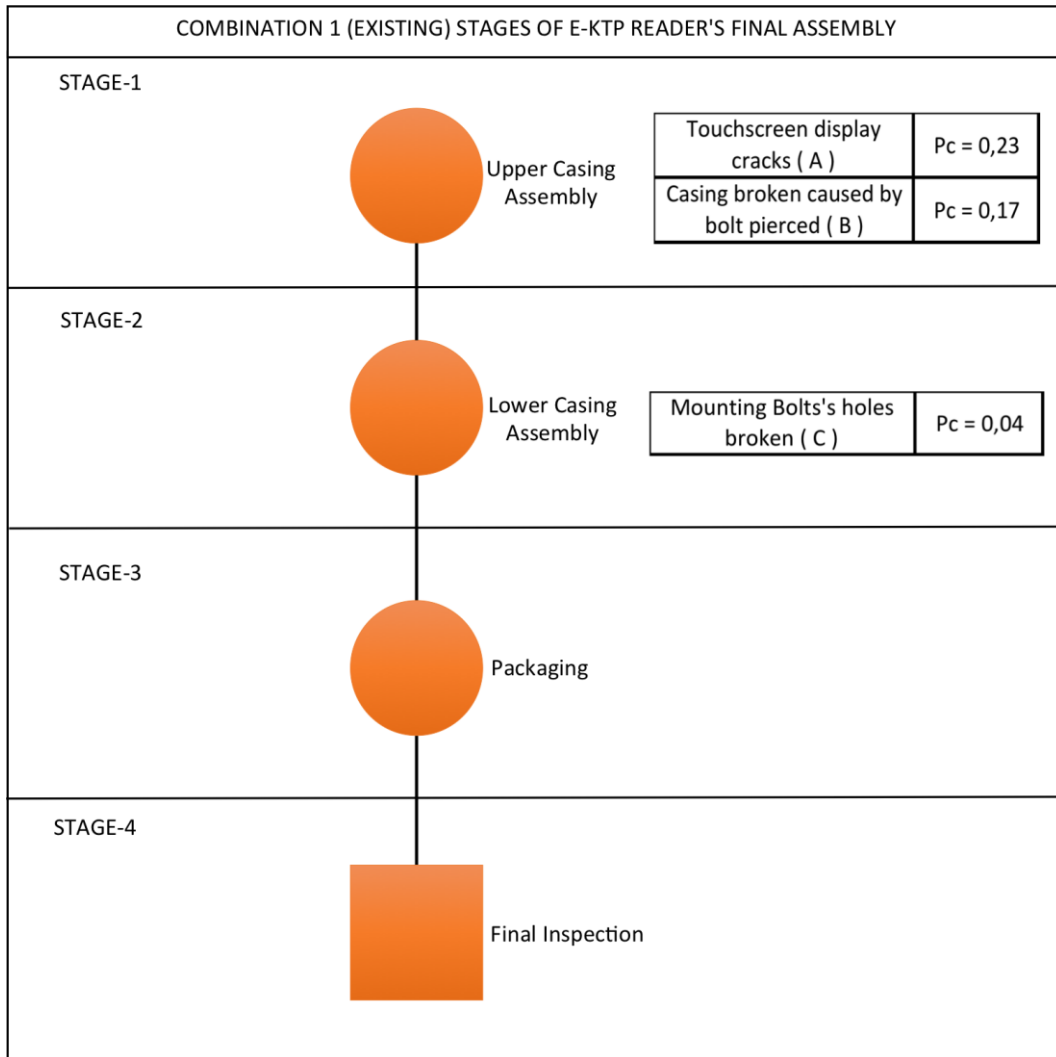 COMBINATION 1 (EXISTING) STAGES OF E-KTP READER'S FINAL ASSEMBLY
STAGE-1
Upper Casing
Assembly
Touchscreen display
cracks ( A )
Pc = 0,23
Casing broken caused by
bolt pierced ( B )
Pc = 0,17
STAGE-2
Lower Casing
Assembly
Mounting Bolts's holes
broken ( C )
Pc = 0,04
STAGE-3
Packaging
STAGE-4
Final Inspection